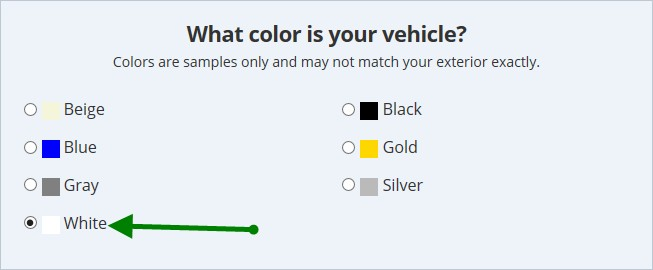 What color is your vehicle?
Colors are samples only and may not match your exterior exactly.
Beige
Black
Blue
Gold
Gray
Silver
White